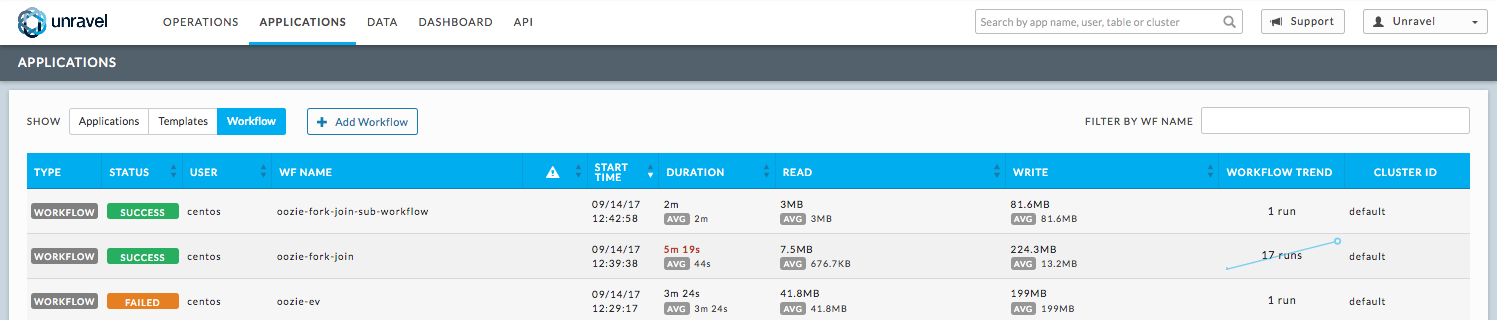 unravel OPERATIONS APPLICATIONS DATA DASHBOARD API Search by app name, user, table or cluster Support Unravel
APPLICATIONS
SHOW Applications Templates Workflow + Add Workflow FILTER BY WF NAME
TYPE STATUS USER WF NAME START TIME DURATION READ WRITE WORKFLOW TREND CLUSTER ID
WORKFLOW SUCCESS centos oozie-fork-join-sub-workflow 09/14/17 2m 3MB 81.6MB 1 run default
12:42:58 AVG 2m AVG 3MB AVG 81.6MB
WORKFLOW SUCCESS centos oozie-fork-join 09/14/17 5m 19s 7.5MB 224.3MB 17 runs default
12:39:38 AVG 44s AVG 676.7KB AVG 13.2MB
WORKFLOW FAILED centos oozie-ev 09/14/17 3m 24s 41.8MB 199MB 1 run default
12:29:17 AVG 3m 24s AVG 41.8MB AVG 199MB